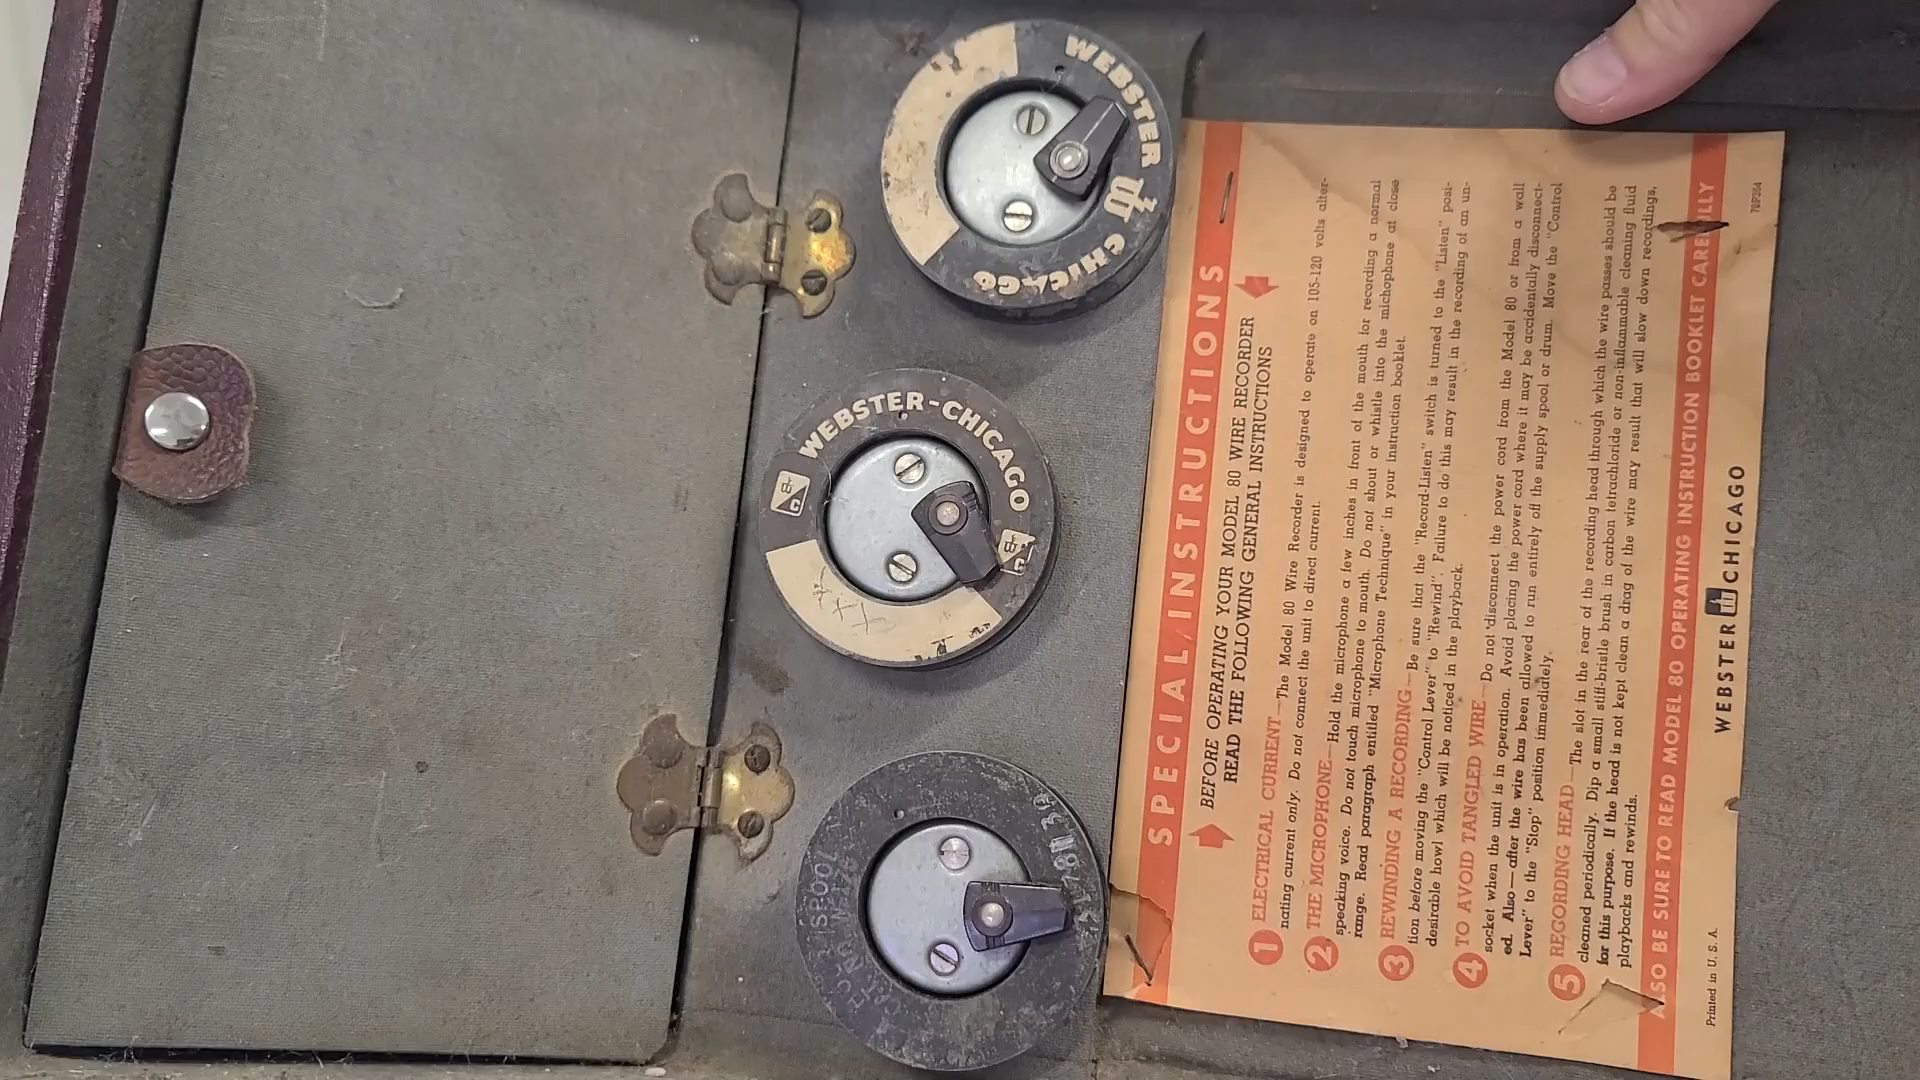 WEBSTER CHICAGO
WEBSTER-CHICAGO
SPECIAL INSTRUCTIONS
BEFORE OPERATING YOUR MODEL 80 WIRE RECORDER
READ THE FOLLOWING GENERAL INSTRUCTIONS
1 ELECTRICAL CURRENT—The Model 80 Wire Recorder is designed to operate on 105-120 volts alter-
nating current only. Do not connect the unit to direct current.
2 THE MICROPHONE—Hold the microphone a few inches in front of the mouth for recording a normal
speaking voice. Do not touch microphone to mouth. Do not shout or whistle into the michophone at close
range. Read paragraph entitled "Microphone Technique" in your instruction booklet.
3 REWINDING A RECORDING—Be sure that the "Record-Listen" switch is turned to the "Listen" posi-
tion before moving the "Control Lever" to "Rewind". Failure to do this may result in the recording of an un-
desirable howl which will be noticed in the playback.
4 TO AVOID TANGLED WIRE—Do not disconnect the power cord from the Model 80 or from a wall
socket when the unit is in operation. Avoid placing the power cord where it may be accidentally disconnect-
ed. Also—after the wire has been allowed to run entirely off the supply spool or drum. Move the "Control
Lever" to the "Stop" position immediately.
5 RECORDING HEAD—The slot in the rear of the recording head through which the wire passes should be
cleaned periodically. Dip a small stiff-bristle brush in carbon tetrachloride or non-inflammable cleaning fluid
for this purpose. If the head is not kept clean a drag of the wire may result that will slow down recordings,
playbacks and rewinds.
ALSO BE SURE TO READ MODEL 80 OPERATING INSTRUCTION BOOKLET CAREFULLY
Printed in U. S. A.
WEBSTER CHICAGO